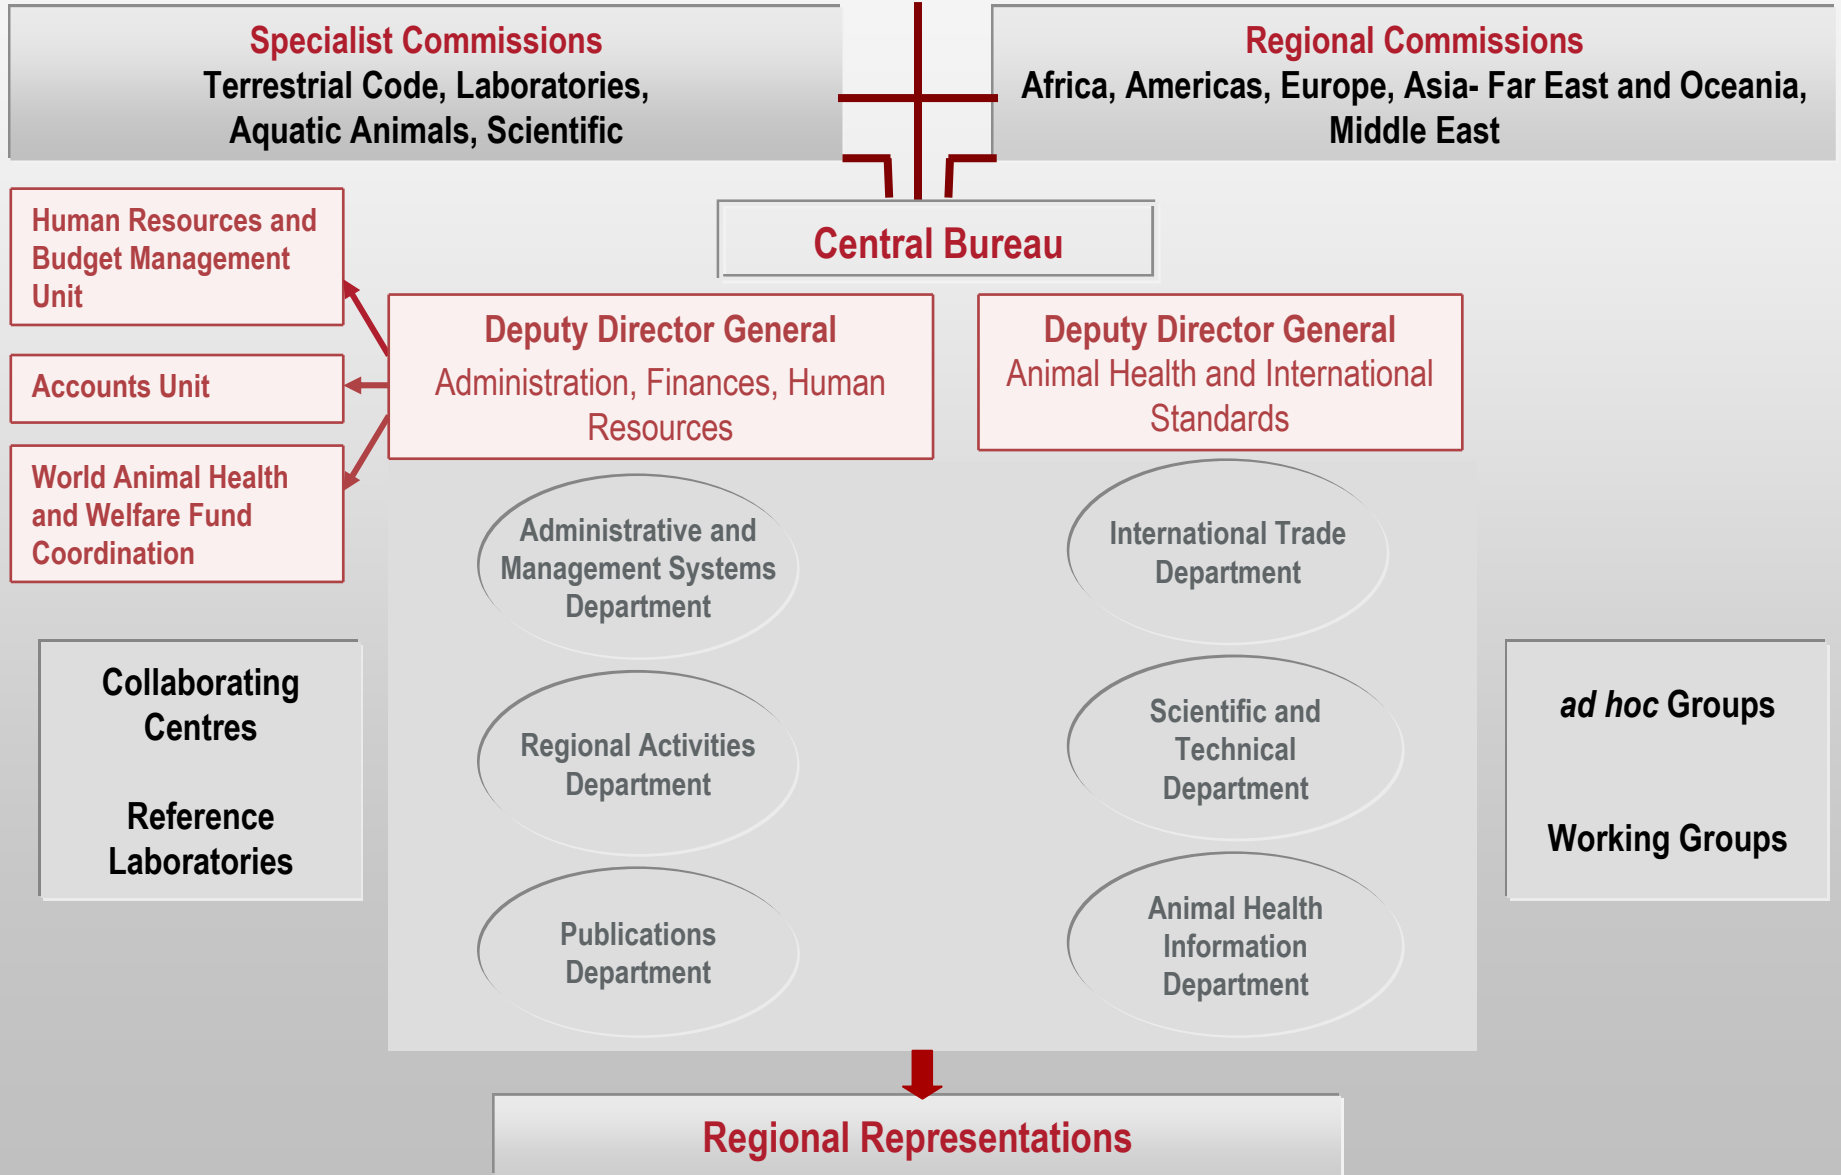 Specialist Commissions
Terrestrial Code, Laboratories,
Aquatic Animals, Scientific
Regional Commissions
Africa, Americas, Europe, Asia- Far East and Oceania,
Middle East
Central Bureau
Human Resources and
Budget Management
Unit
Accounts Unit
World Animal Health
and Welfare Fund
Coordination
Deputy Director General
Administration, Finances, Human
Resources
Deputy Director General
Animal Health and International
Standards
Administrative and
Management Systems
Department
Regional Activities
Department
Publications
Department
International Trade
Department
Scientific and
Technical
Department
Animal Health
Information
Department
Collaborating
Centres
Reference
Laboratories
ad hoc Groups
Working Groups
Regional Representations